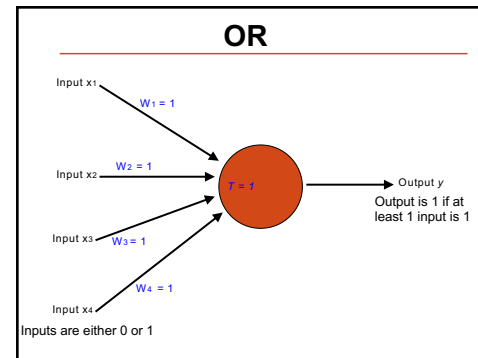 OR
Input x1
W1 = 1
Input x2
W2 = 1
T = 1
Output y
Output is 1 if at
least 1 input is 1
Input x3
W3 = 1
W4 = 1
Input x4
Inputs are either 0 or 1